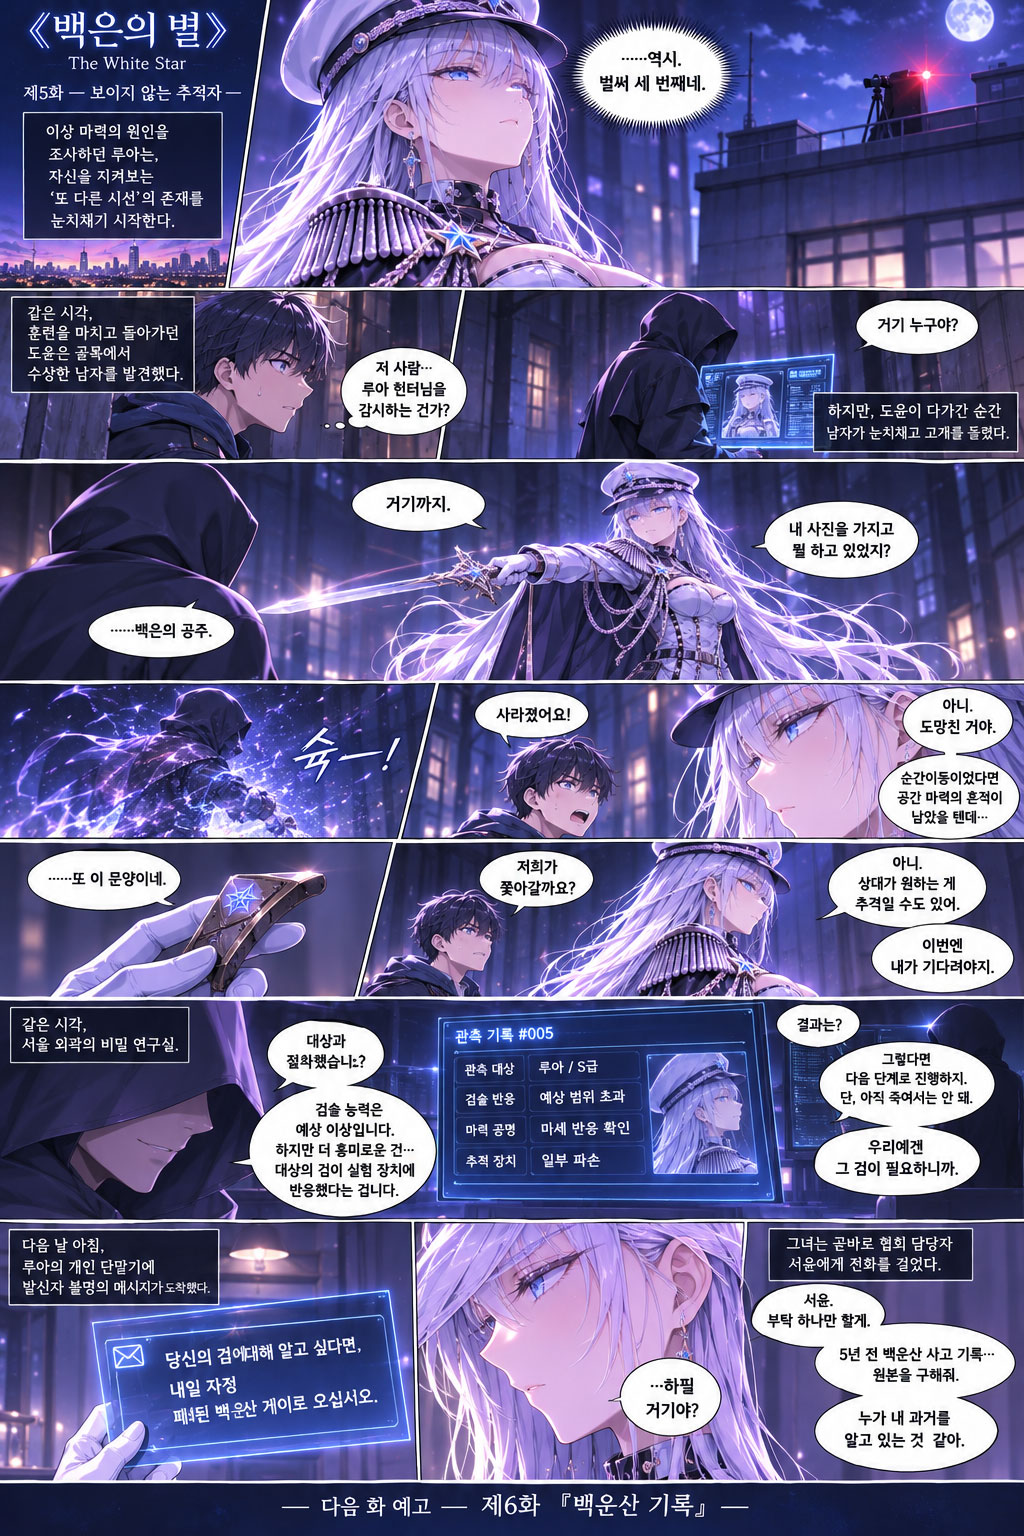 《백은의 별》
The White Star
제5화 — 보이지 않는 추적자 —
이상 마력의 원인을
조사하던 루아는,
자신을 지켜보는
‘또 다른 시선’의 존재를
눈치채기 시작한다.
……역시.
벌써 세 번째네.
같은 시각,
훈련을 마치고 돌아가던
도윤은 골목에서
수상한 남자를 발견했다.
저 사람…
루아 헌터님을
감시하는 건가?
거기 누구야?
하지만, 도윤이 다가간 순간
남자가 눈치채고 고개를 돌렸다.
거기까지.
내 사진을 가지고
뭘 하고 있었지?
……백은의 공주.
슉—!
사라졌어요!
아니.
도망친 거야.
순간이동이었다면
공간 마력의 흔적이
남았을 텐데…
……또 이 문양이네.
저희가
쫓아갈까요?
아니.
상대가 원하는 게
추격일 수도 있어.
이번엔
내가 기다려야지.
같은 시각,
서울 외곽의 비밀 연구실.
대상과
검술 능력은
예상 이상입니다.
하지만 더 흥미로운 건…
대상의 검이 실험 장치에
반응했다는 겁니다.
관측 기록 #005
관측 대상 루아 / S급
검술 반응 예상 범위 초과
마력 공명 마세 반응 확인
추적 장치 일부 파손
결과는?
그렇다면
다음 단계로 진행하지.
단, 아직 죽여서는 안 돼.
우리에겐
그 검이 필요하니까.
다음 날 아침,
루아의 개인 단말기에
발신자 불명의 메시지가 도착했다.
당신의 알고 싶다면,
내일 자정
백운산 게이로 오십시오.
…하필
거기야?
그녀는 곧바로 협회 담당자
서윤에게 전화를 걸었다.
서윤.
부탁 하나만 할게.
5년 전 백운산 사고 기록…
원본을 구해줘.
누가 내 과거를
알고 있는 것 같아.
— 다음 화 예고 — 제6화 『백운산 기록』 —